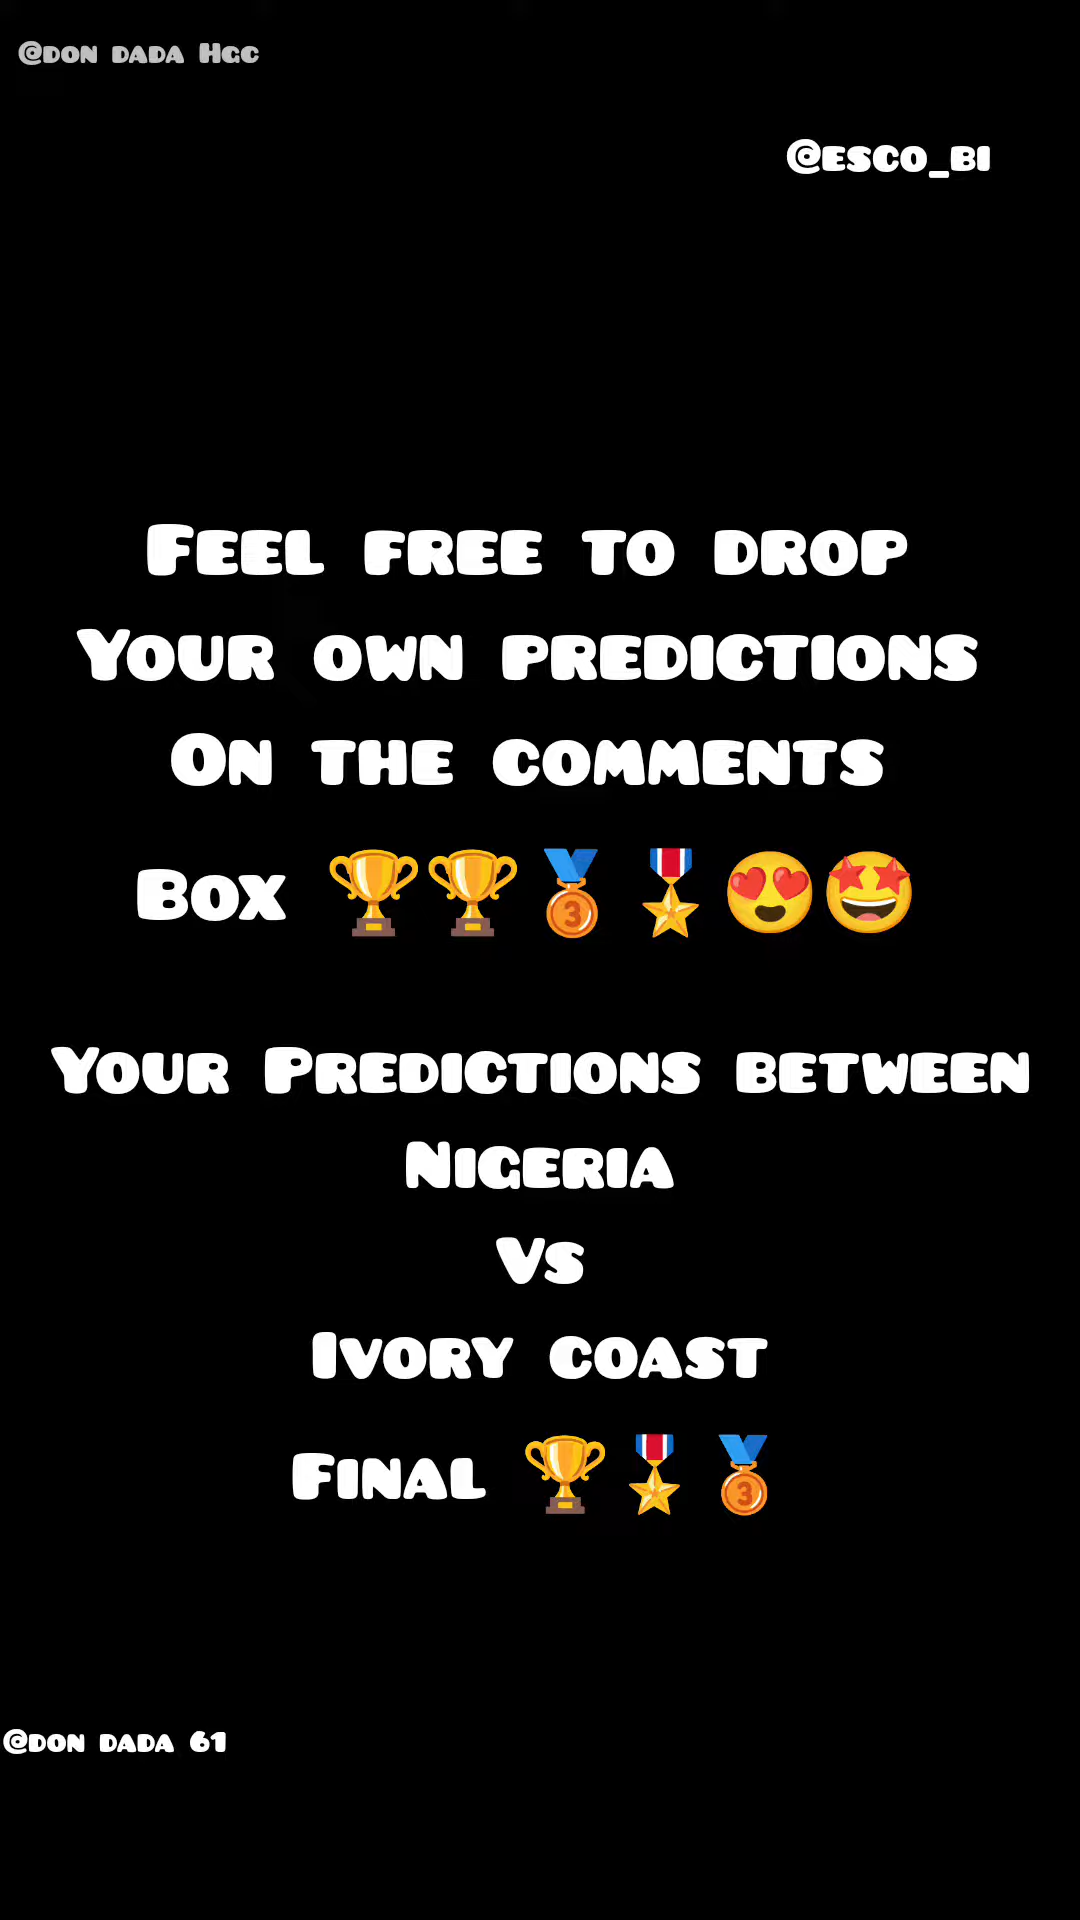 @don dada Hgc
@esco_bi
Feel free to drop
Your own predictions
On the comments
Box 🏆🏆🥉🎖️😍🤩
Your Predictions between
Nigeria
Vs
Ivory coast
Final 🏆🎖️🥉
@don dada 61